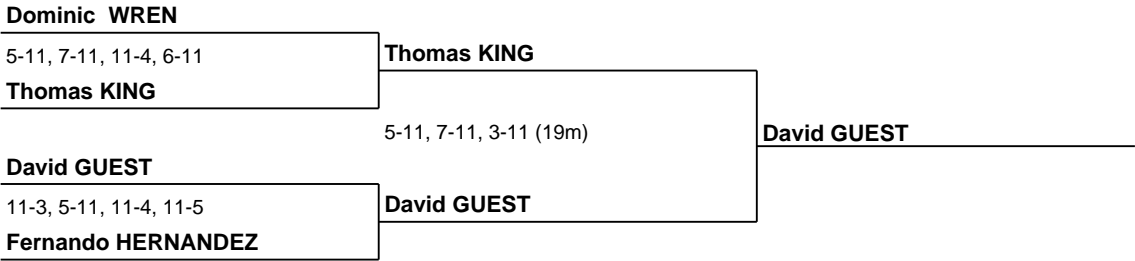 Dominic WREN
5-11, 7-11, 11-4, 6-11
Thomas KING
Thomas KING
5-11, 7-11, 3-11 (19m)
David GUEST
David GUEST
11-3, 5-11, 11-4, 11-5
David GUEST
Fernando HERNANDEZ